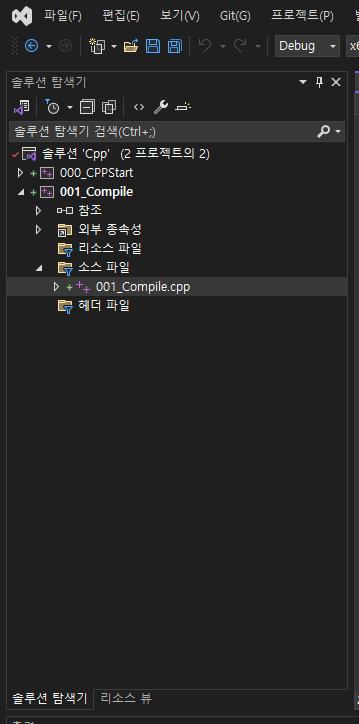 파일(F) 편집(E) 보기(V) Git(G) 프로젝트(P)
Debug
솔루션 탐색기
솔루션 탐색기 검색(Ctrl+;)
솔루션 'Cpp' (2 프로젝트의 2)
000_CPPStart
001_Compile
참조
외부 종속성
리소스 파일
소스 파일
001_Compile.cpp
헤더 파일
솔루션 탐색기 리소스 뷰